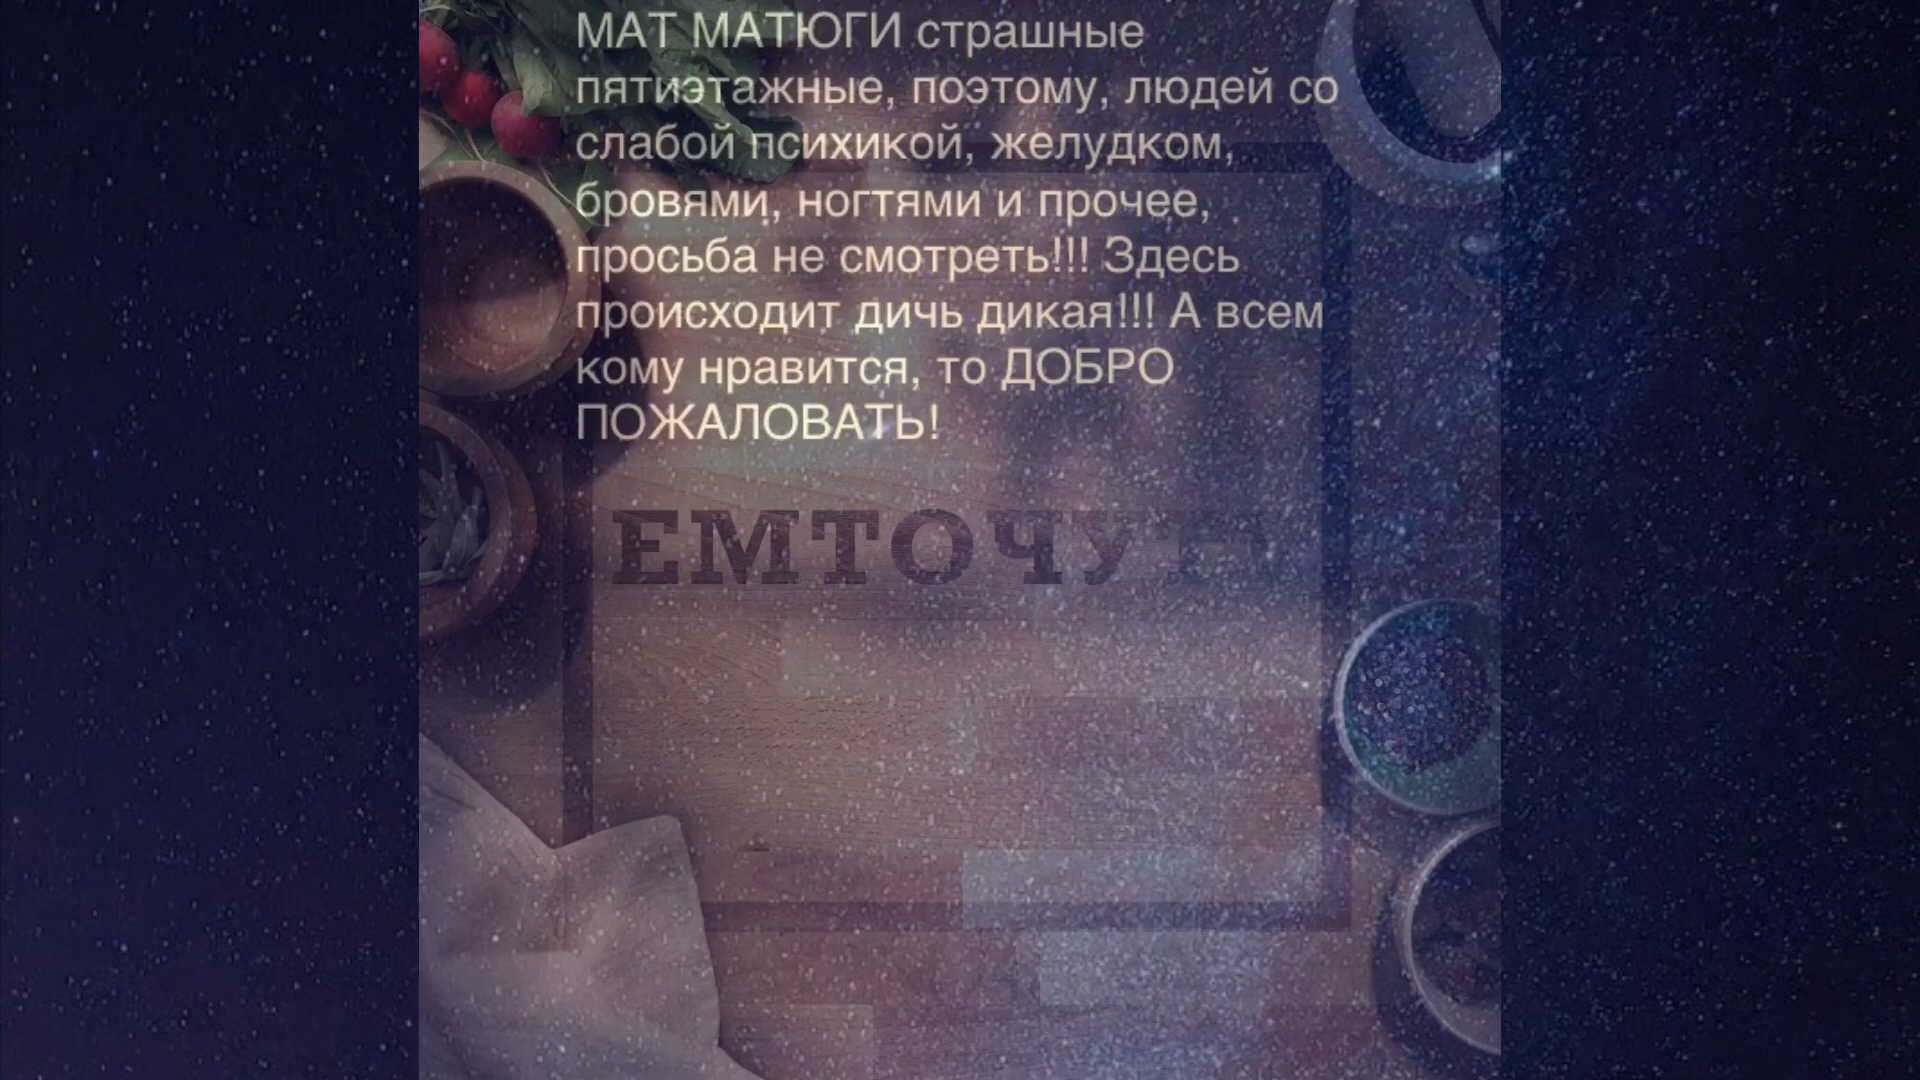 МАТ МАТЮГИ страшные
пятиэтажные, поэтому, людей со
слабой психикой, желудком,
бровями, ногтями и прочее,
просьба не смотреть!!! Здесь
происходит дичь дикая!!! А всем
кому нравится, то ДОБРО
ПОЖАЛОВАТЬ!